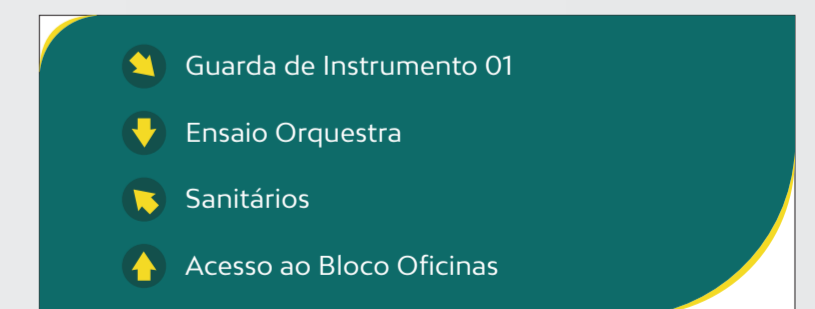 Guarda de Instrumento 01
Ensaio Orquestra
Sanitários
Acesso ao Bloco Oficinas